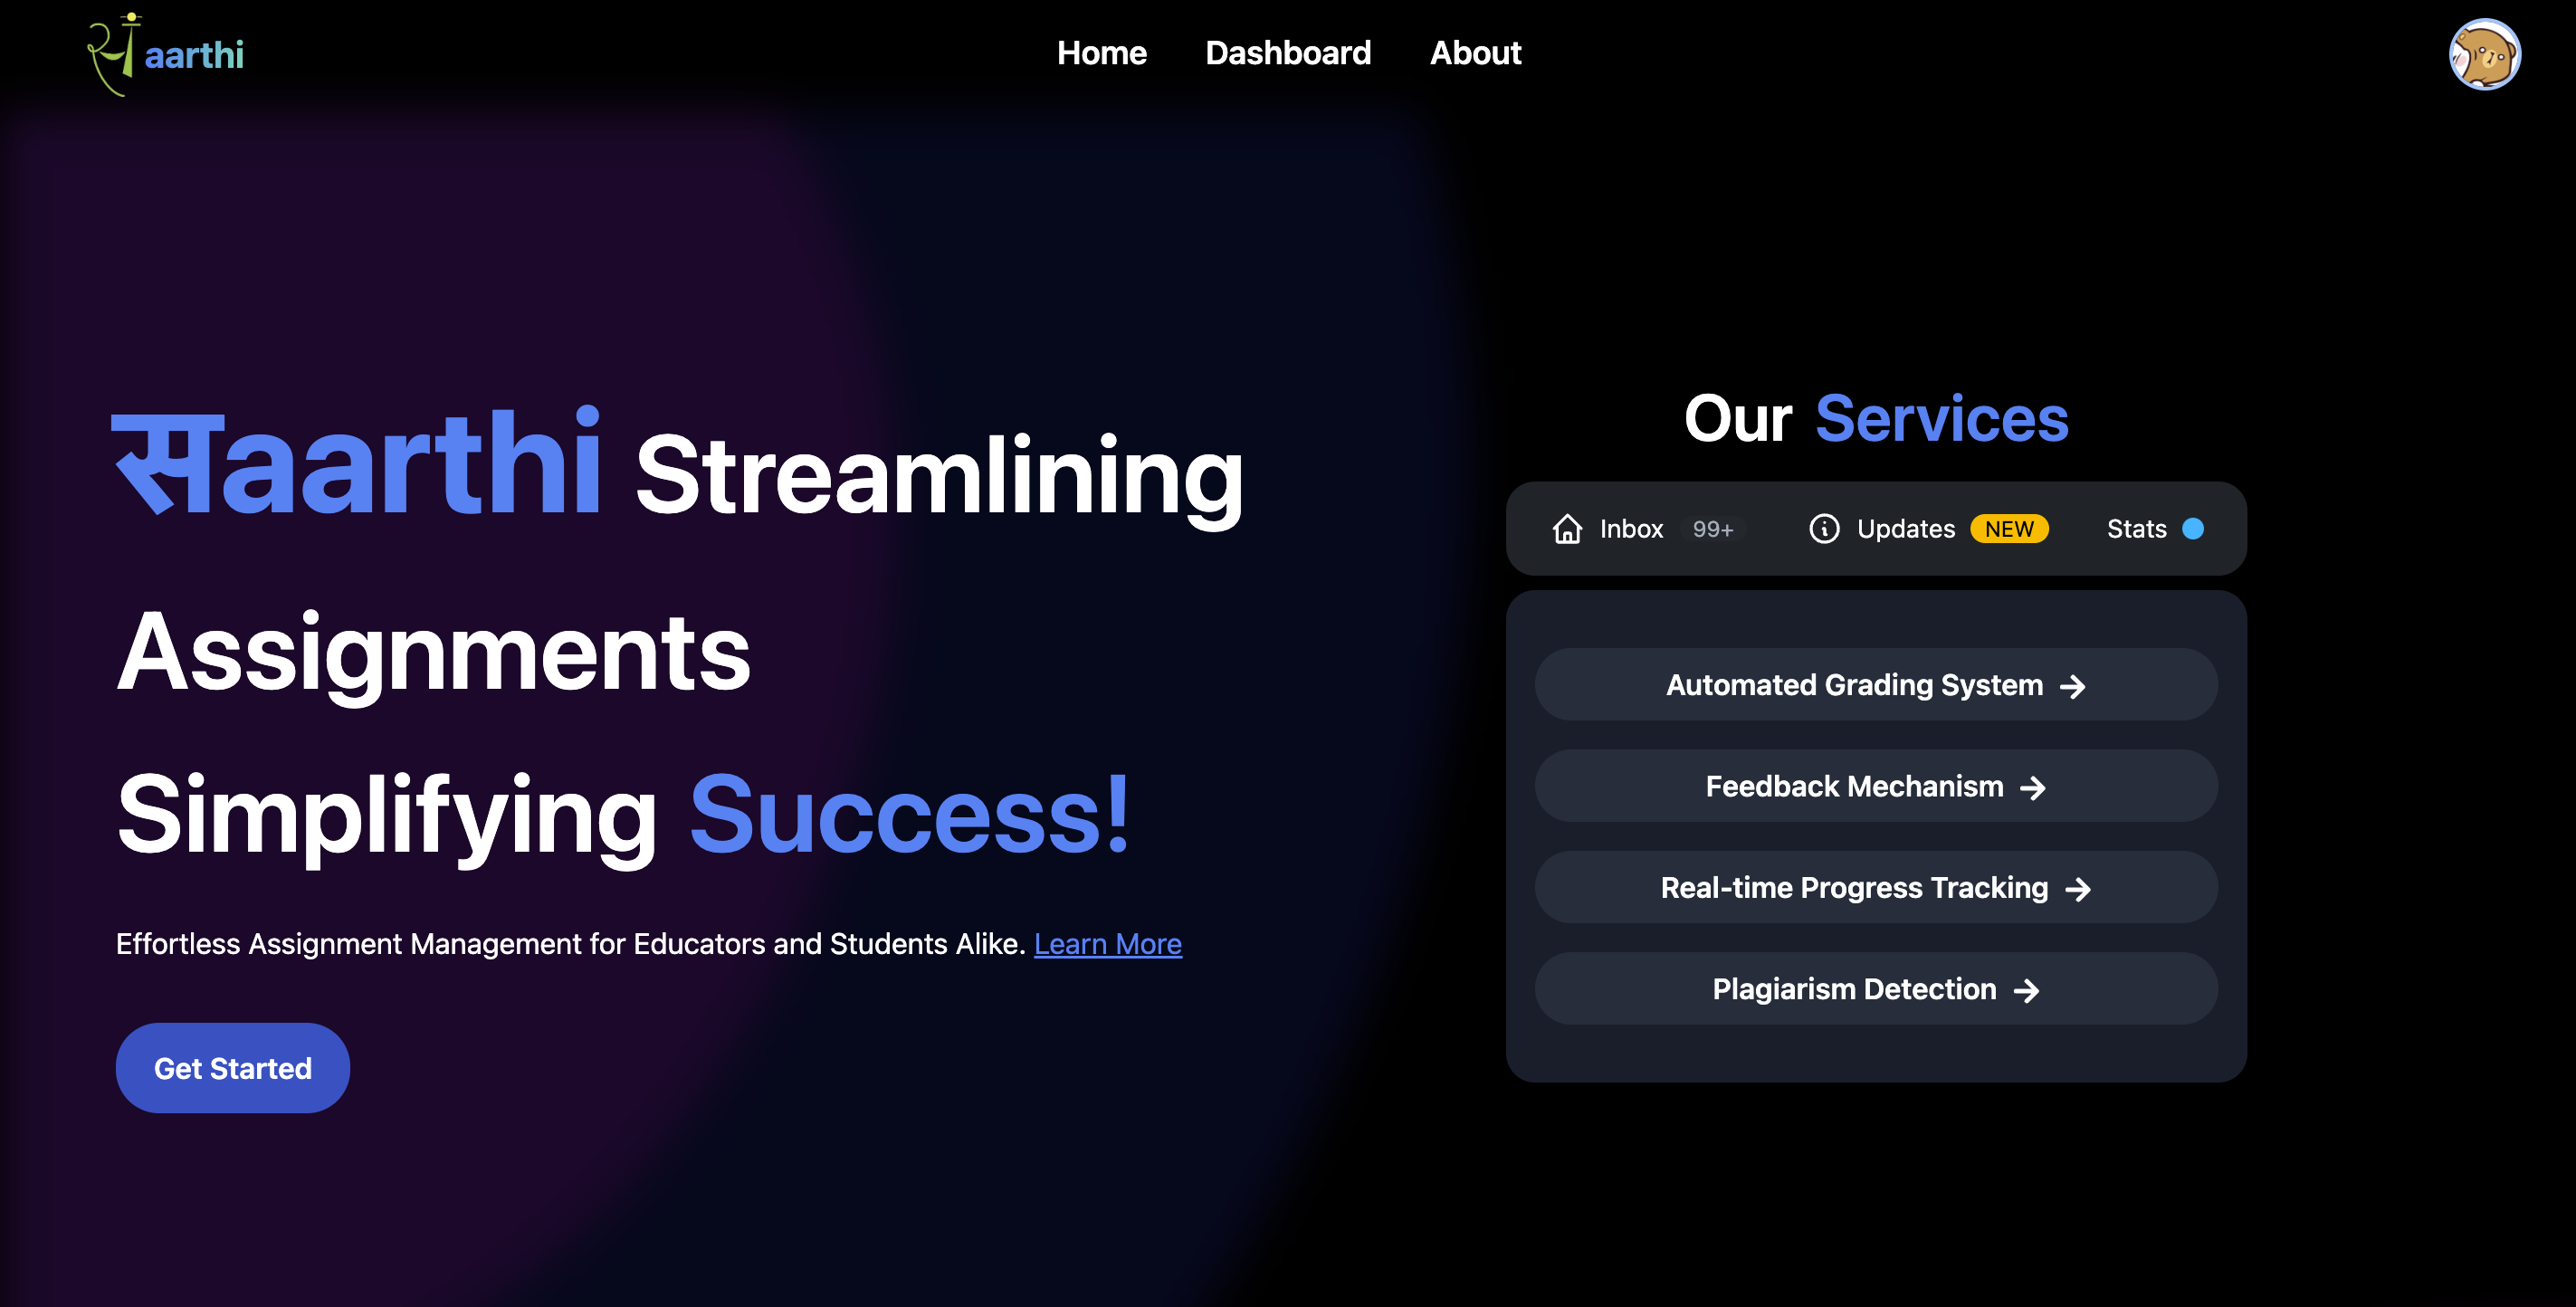 सaarthi
Home Dashboard About
सaarthi Streamlining
Assignments
Simplifying Success!
Effortless Assignment Management for Educators and Students Alike. Learn More
Get Started
Our Services
Inbox 99+ Updates NEW Stats
Automated Grading System →
Feedback Mechanism →
Real-time Progress Tracking →
Plagiarism Detection →